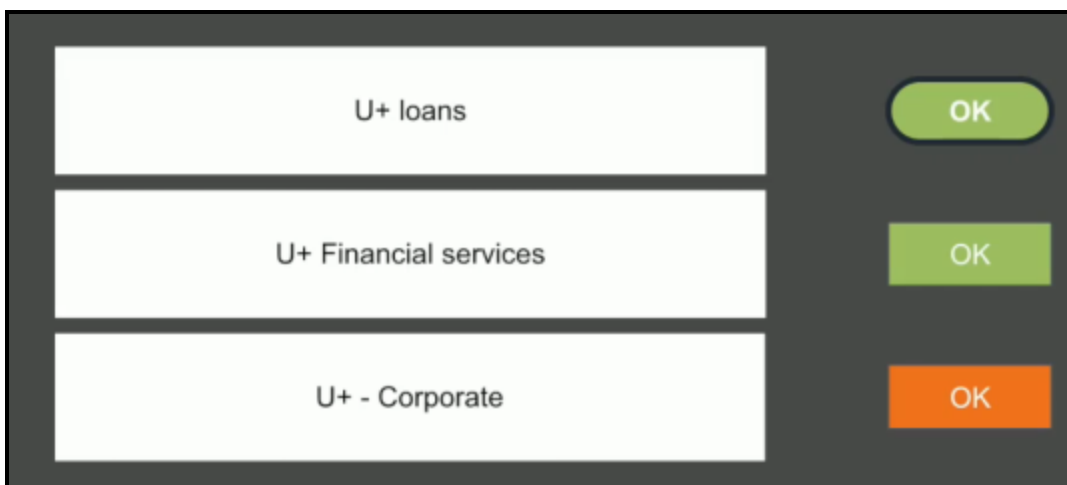 U+ loans
OK
U+ Financial services
OK
U+ - Corporate
OK